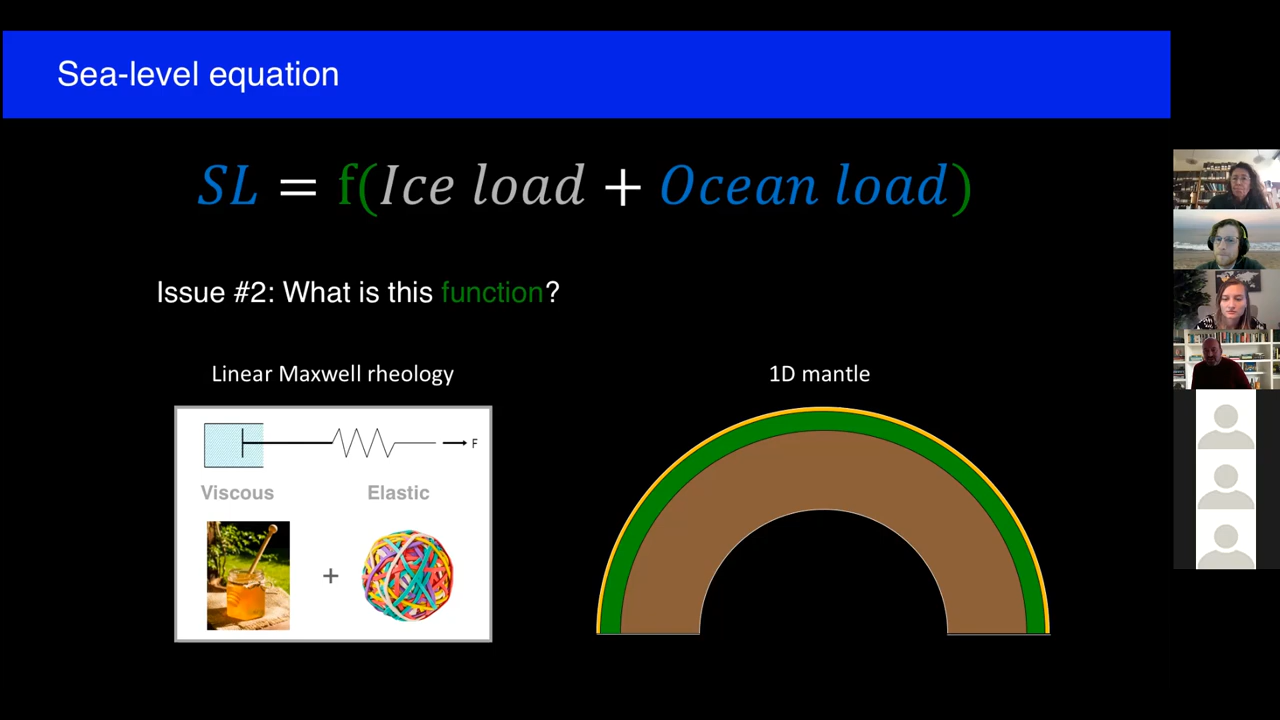 Sea-level equation
SL = f(Ice load + Ocean load)
Issue #2: What is this function?
Linear Maxwell rheology
1D mantle
F
Viscous
Elastic
+